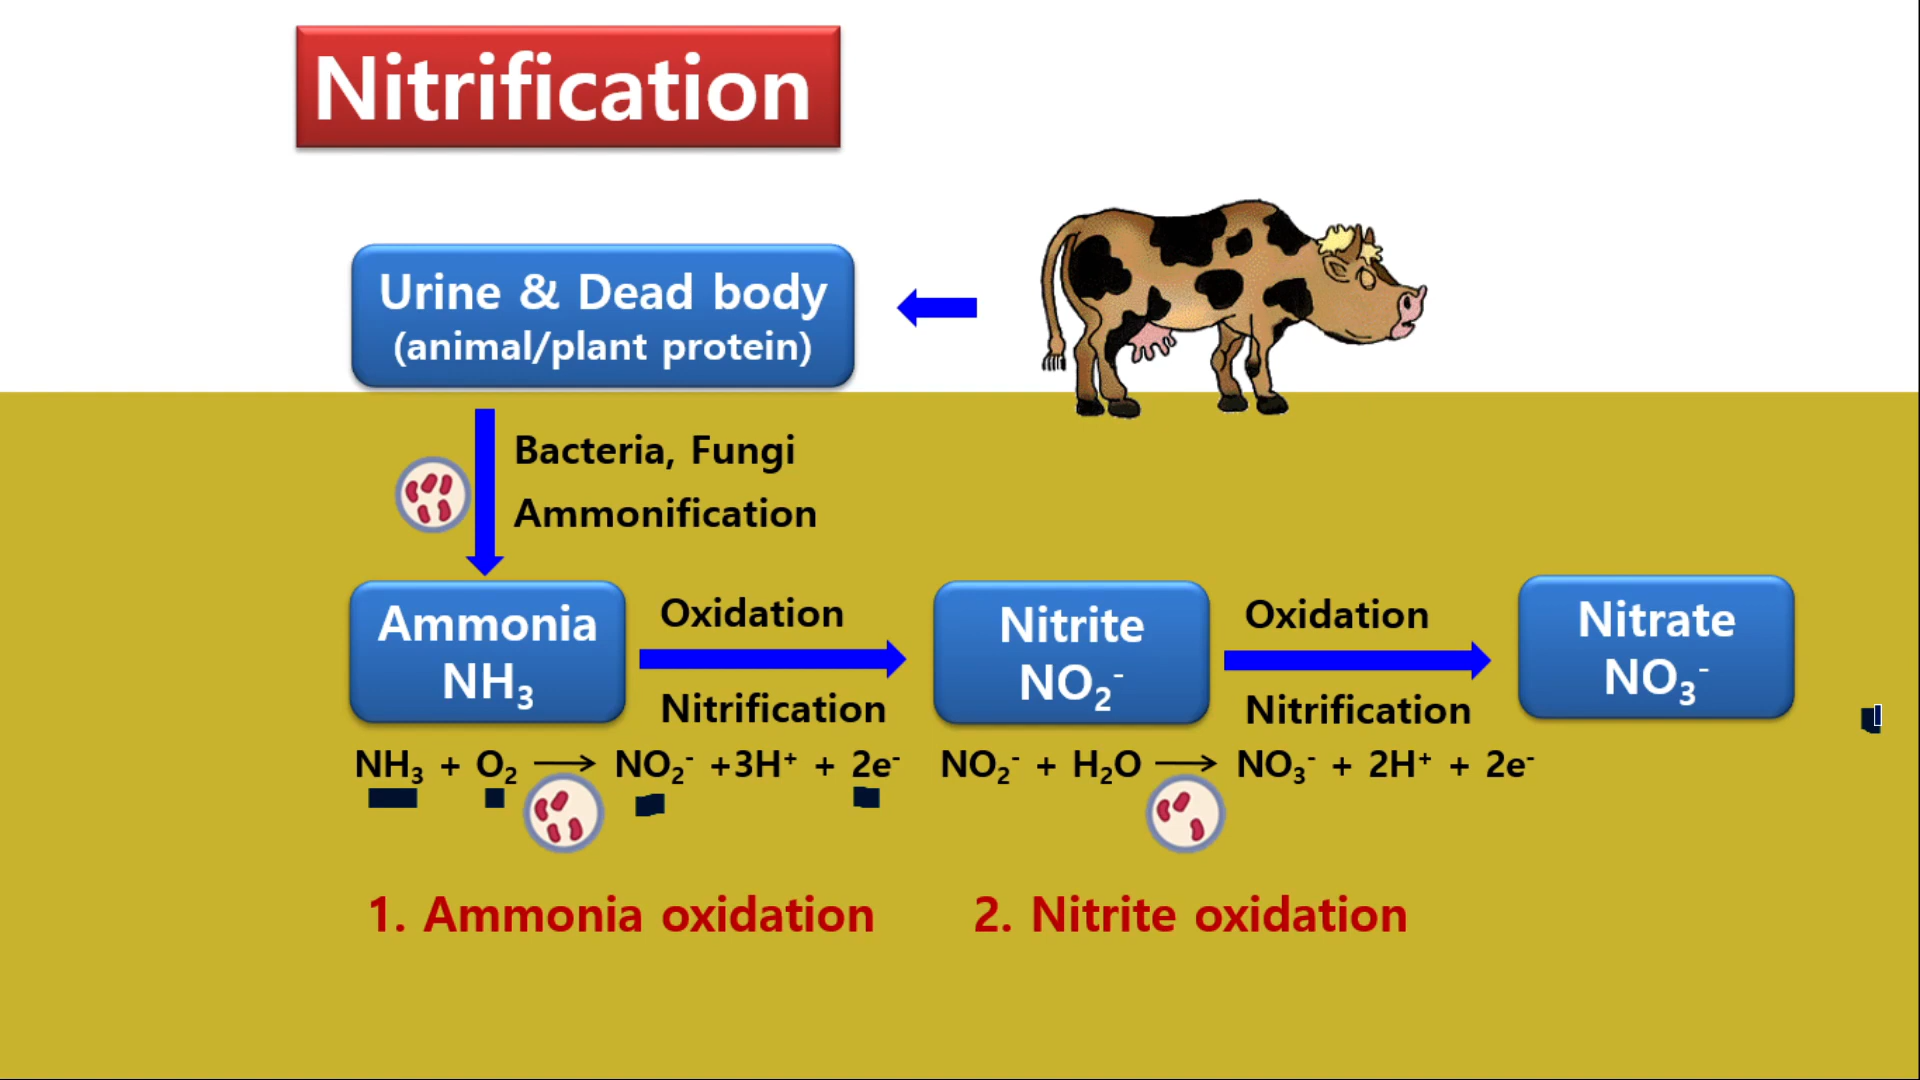 Nitrification
Urine & Dead body
(animal/plant protein)
Bacteria, Fungi
Ammonification
Ammonia
NH₃
Oxidation
Nitrification
Nitrite
NO₂⁻
Oxidation
Nitrification
Nitrate
NO₃⁻
NH₃ + O₂ → NO₂⁻ +3H⁺ + 2e⁻
NO₂⁻ + H₂O → NO₃⁻ + 2H⁺ + 2e⁻
1. Ammonia oxidation
2. Nitrite oxidation